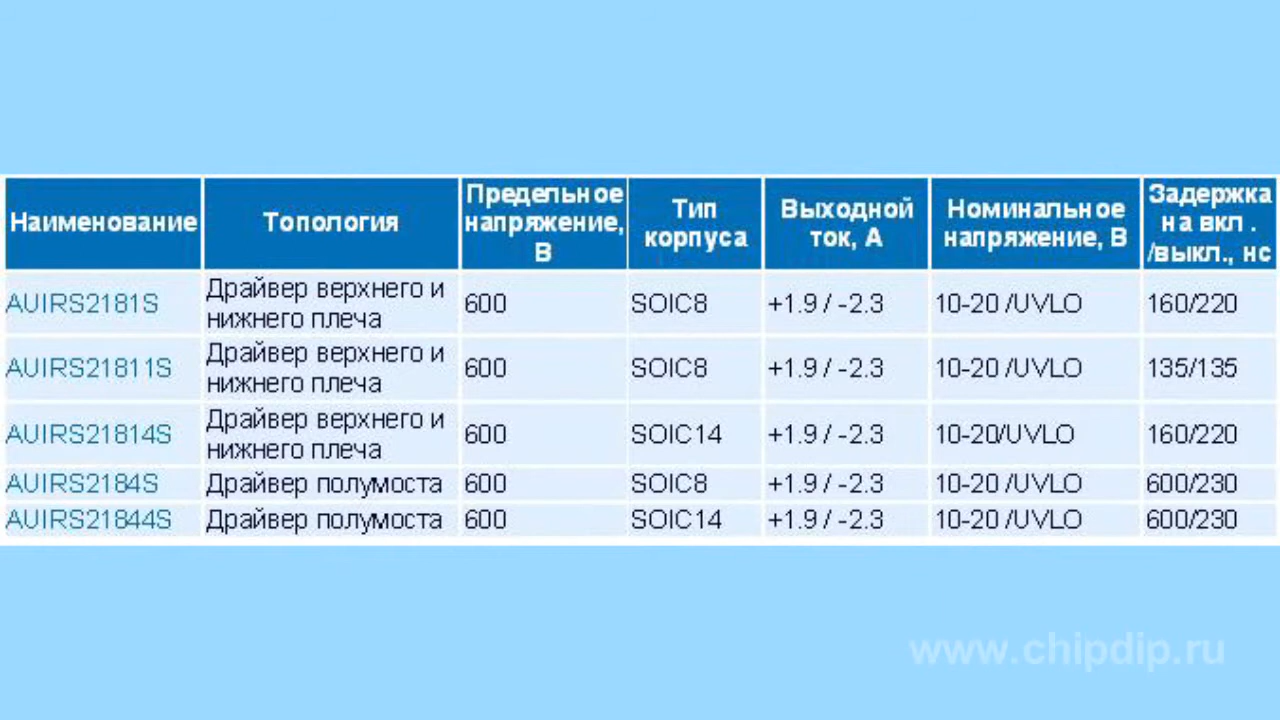 Наименование
Топология
Предельное
напряжение,
В
Тип
корпуса
Выходной
ток, А
Номинальное
напряжение, В
Задержка
на вкл .
/выкл., нс
AUIRS2181S
Драйвер верхнего и
нижнего плеча
600
SOIC8
+1.9 / -2.3
10-20 /UVLO
160/220
AUIRS21811S
Драйвер верхнего и
нижнего плеча
600
SOIC8
+1.9 / -2.3
10-20 /UVLO
135/135
AUIRS21814S
Драйвер верхнего и
нижнего плеча
600
SOIC14
+1.9 / -2.3
10-20/UVLO
160/220
AUIRS2184S
Драйвер полумоста
600
SOIC8
+1.9 / -2.3
10-20 /UVLO
600/230
AUIRS21844S
Драйвер полумоста
600
SOIC14
+1.9 / -2.3
10-20 /UVLO
600/230
www.chipdip.ru